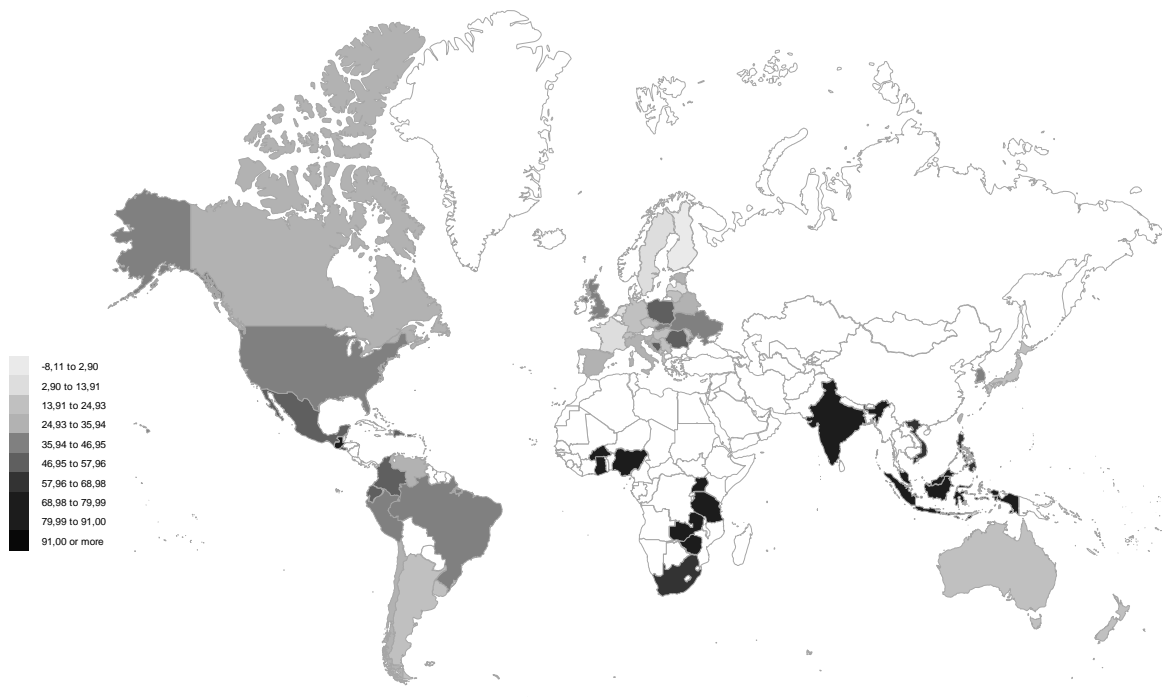 -8,11 to 2,90
2,90 to 13,91
13,91 to 24,93
24,93 to 35,94
35,94 to 46,95
46,95 to 57,96
57,96 to 68,98
68,98 to 79,99
79,99 to 91,00
91,00 or more